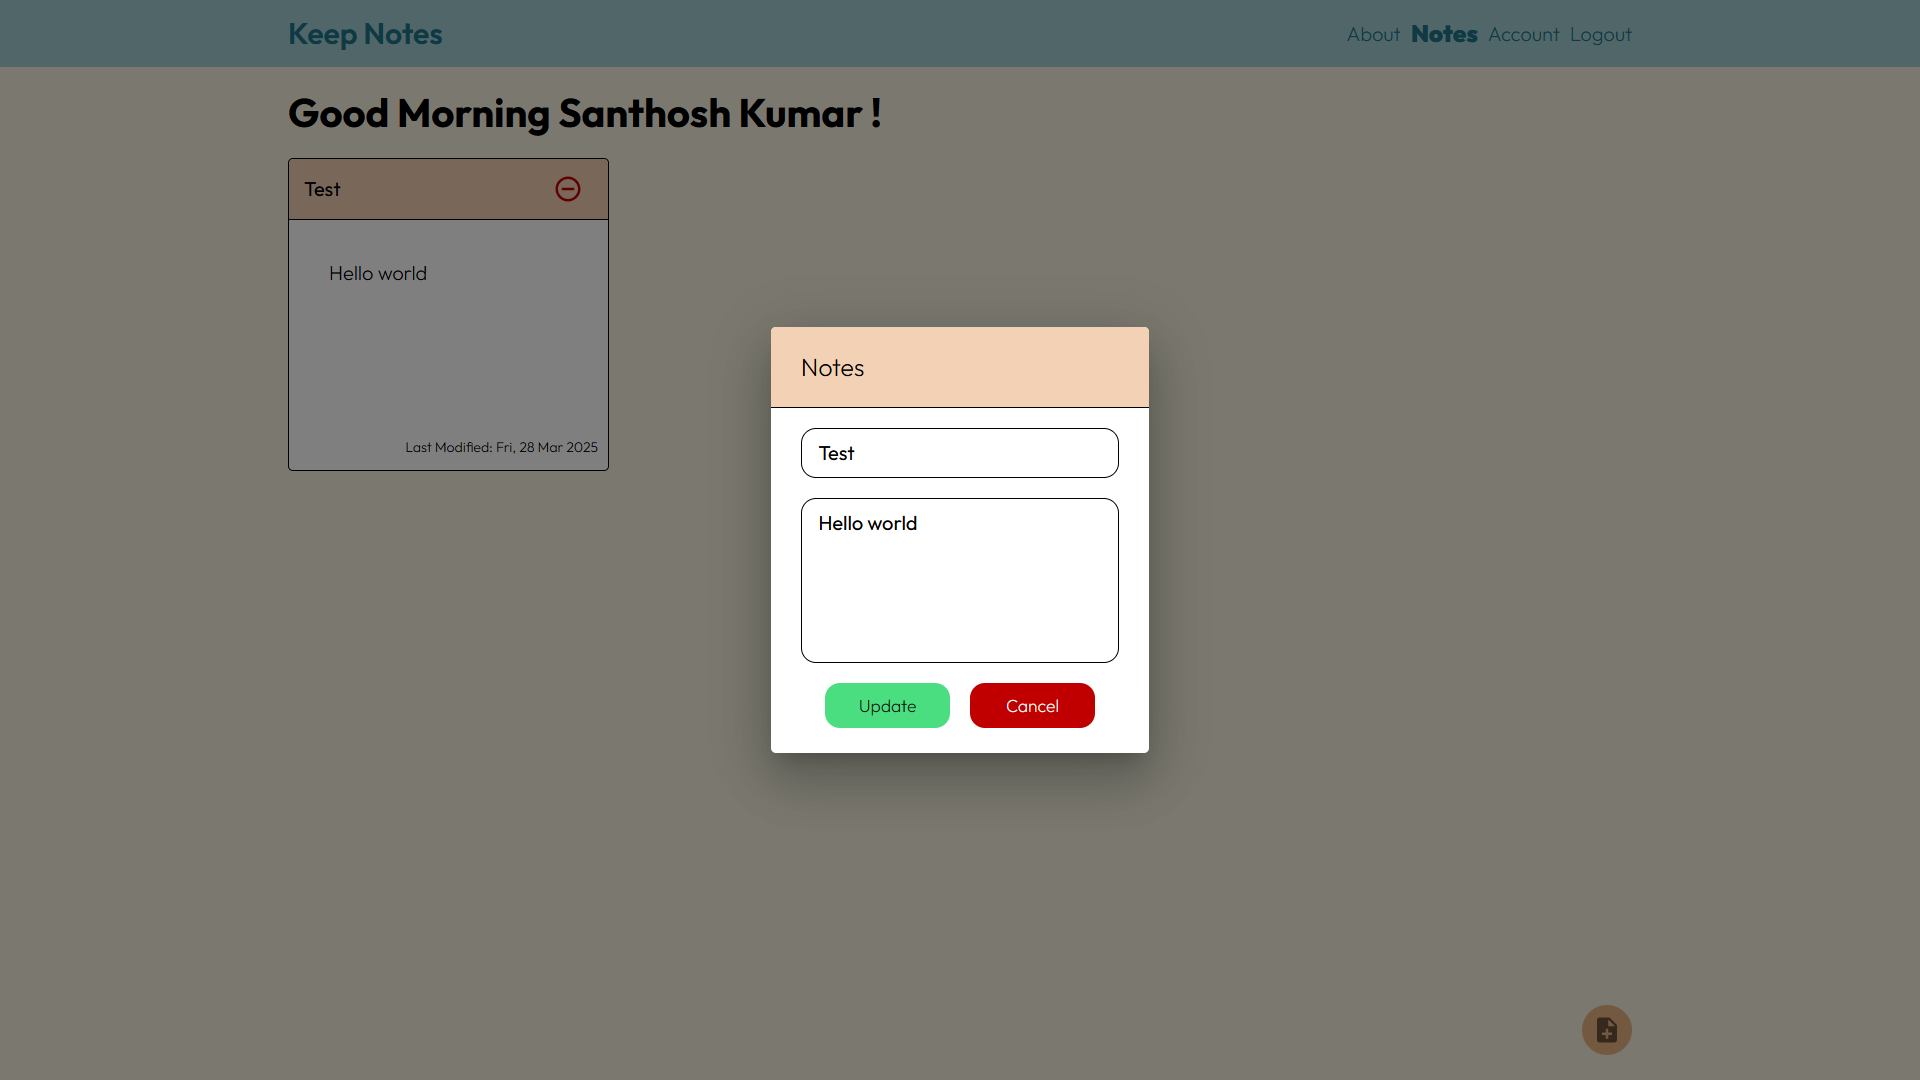 Keep Notes
About Notes Account Logout
Good Morning Santhosh Kumar !
Test
Hello world
Last Modified: Fri, 28 Mar 2025
Notes
Test
Hello world
Update Cancel